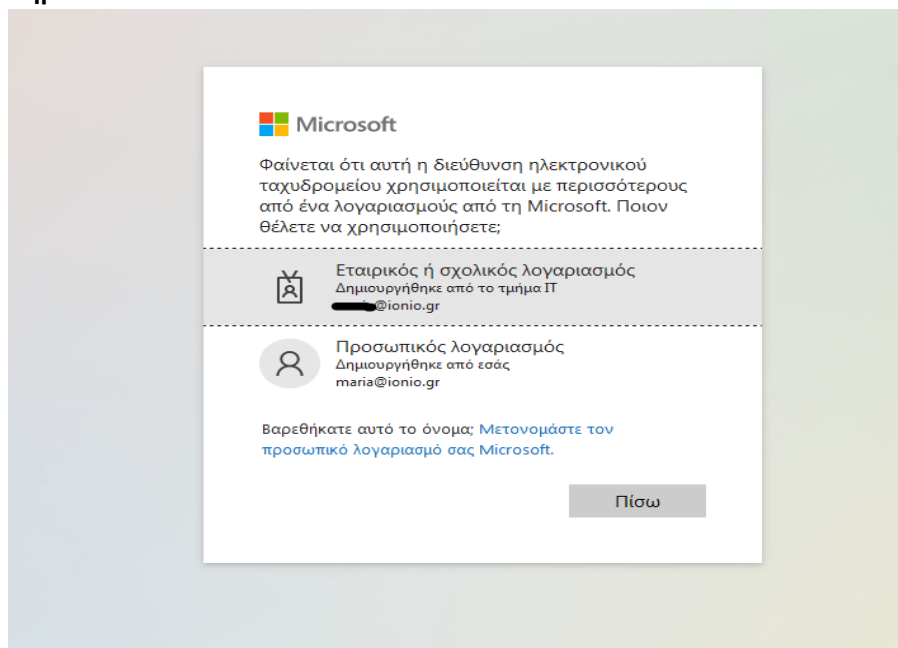 Microsoft
Φαίνεται ότι αυτή η διεύθυνση ηλεκτρονικού
ταχυδρομείου χρησιμοποιείται με περισσότερους
από ένα λογαριασμούς από τη Microsoft. Ποιον
θέλετε να χρησιμοποιήσετε;
Εταιρικός ή σχολικός λογαριασμός
Δημιουργήθηκε από το τμήμα IT
@ionio.gr
Προσωπικός λογαριασμός
Δημιουργήθηκε από εσάς
maria@ionio.gr
Βαρεθήκατε αυτό το όνομα; Μετονομάστε τον
προσωπικό λογαριασμό σας Microsoft.
Πίσω